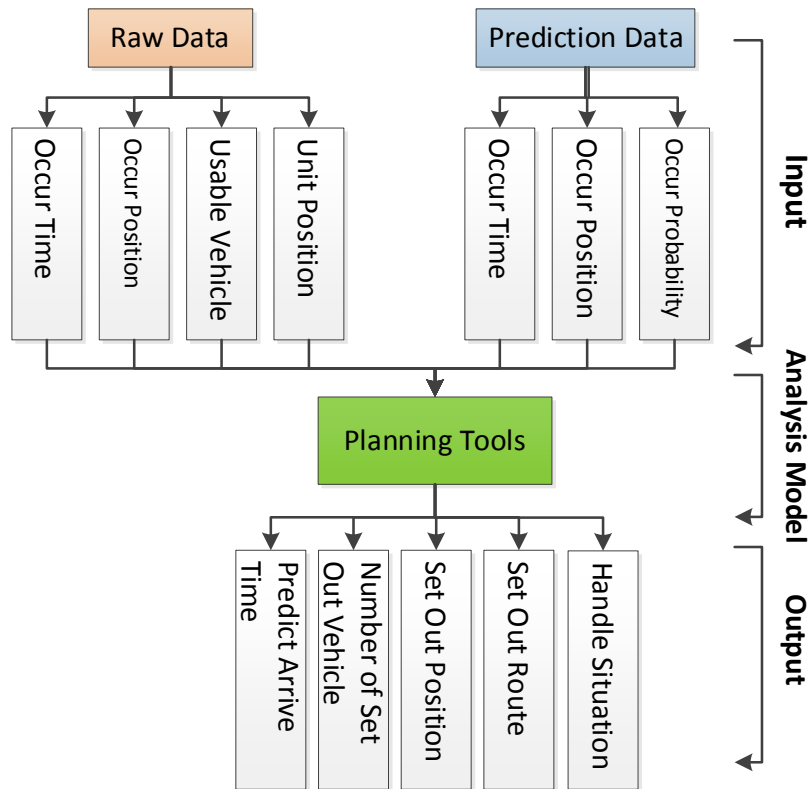 Raw Data
Prediction Data
Occur Time
Occur Position
Usable Vehicle
Unit Position
Occur Time
Occur Position
Occur Probability
Input
Planning Tools
Analysis Model
Predict Arrive
Time
Number of Set
Out Vehicle
Set Out Position
Set Out Route
Handle Situation
Output